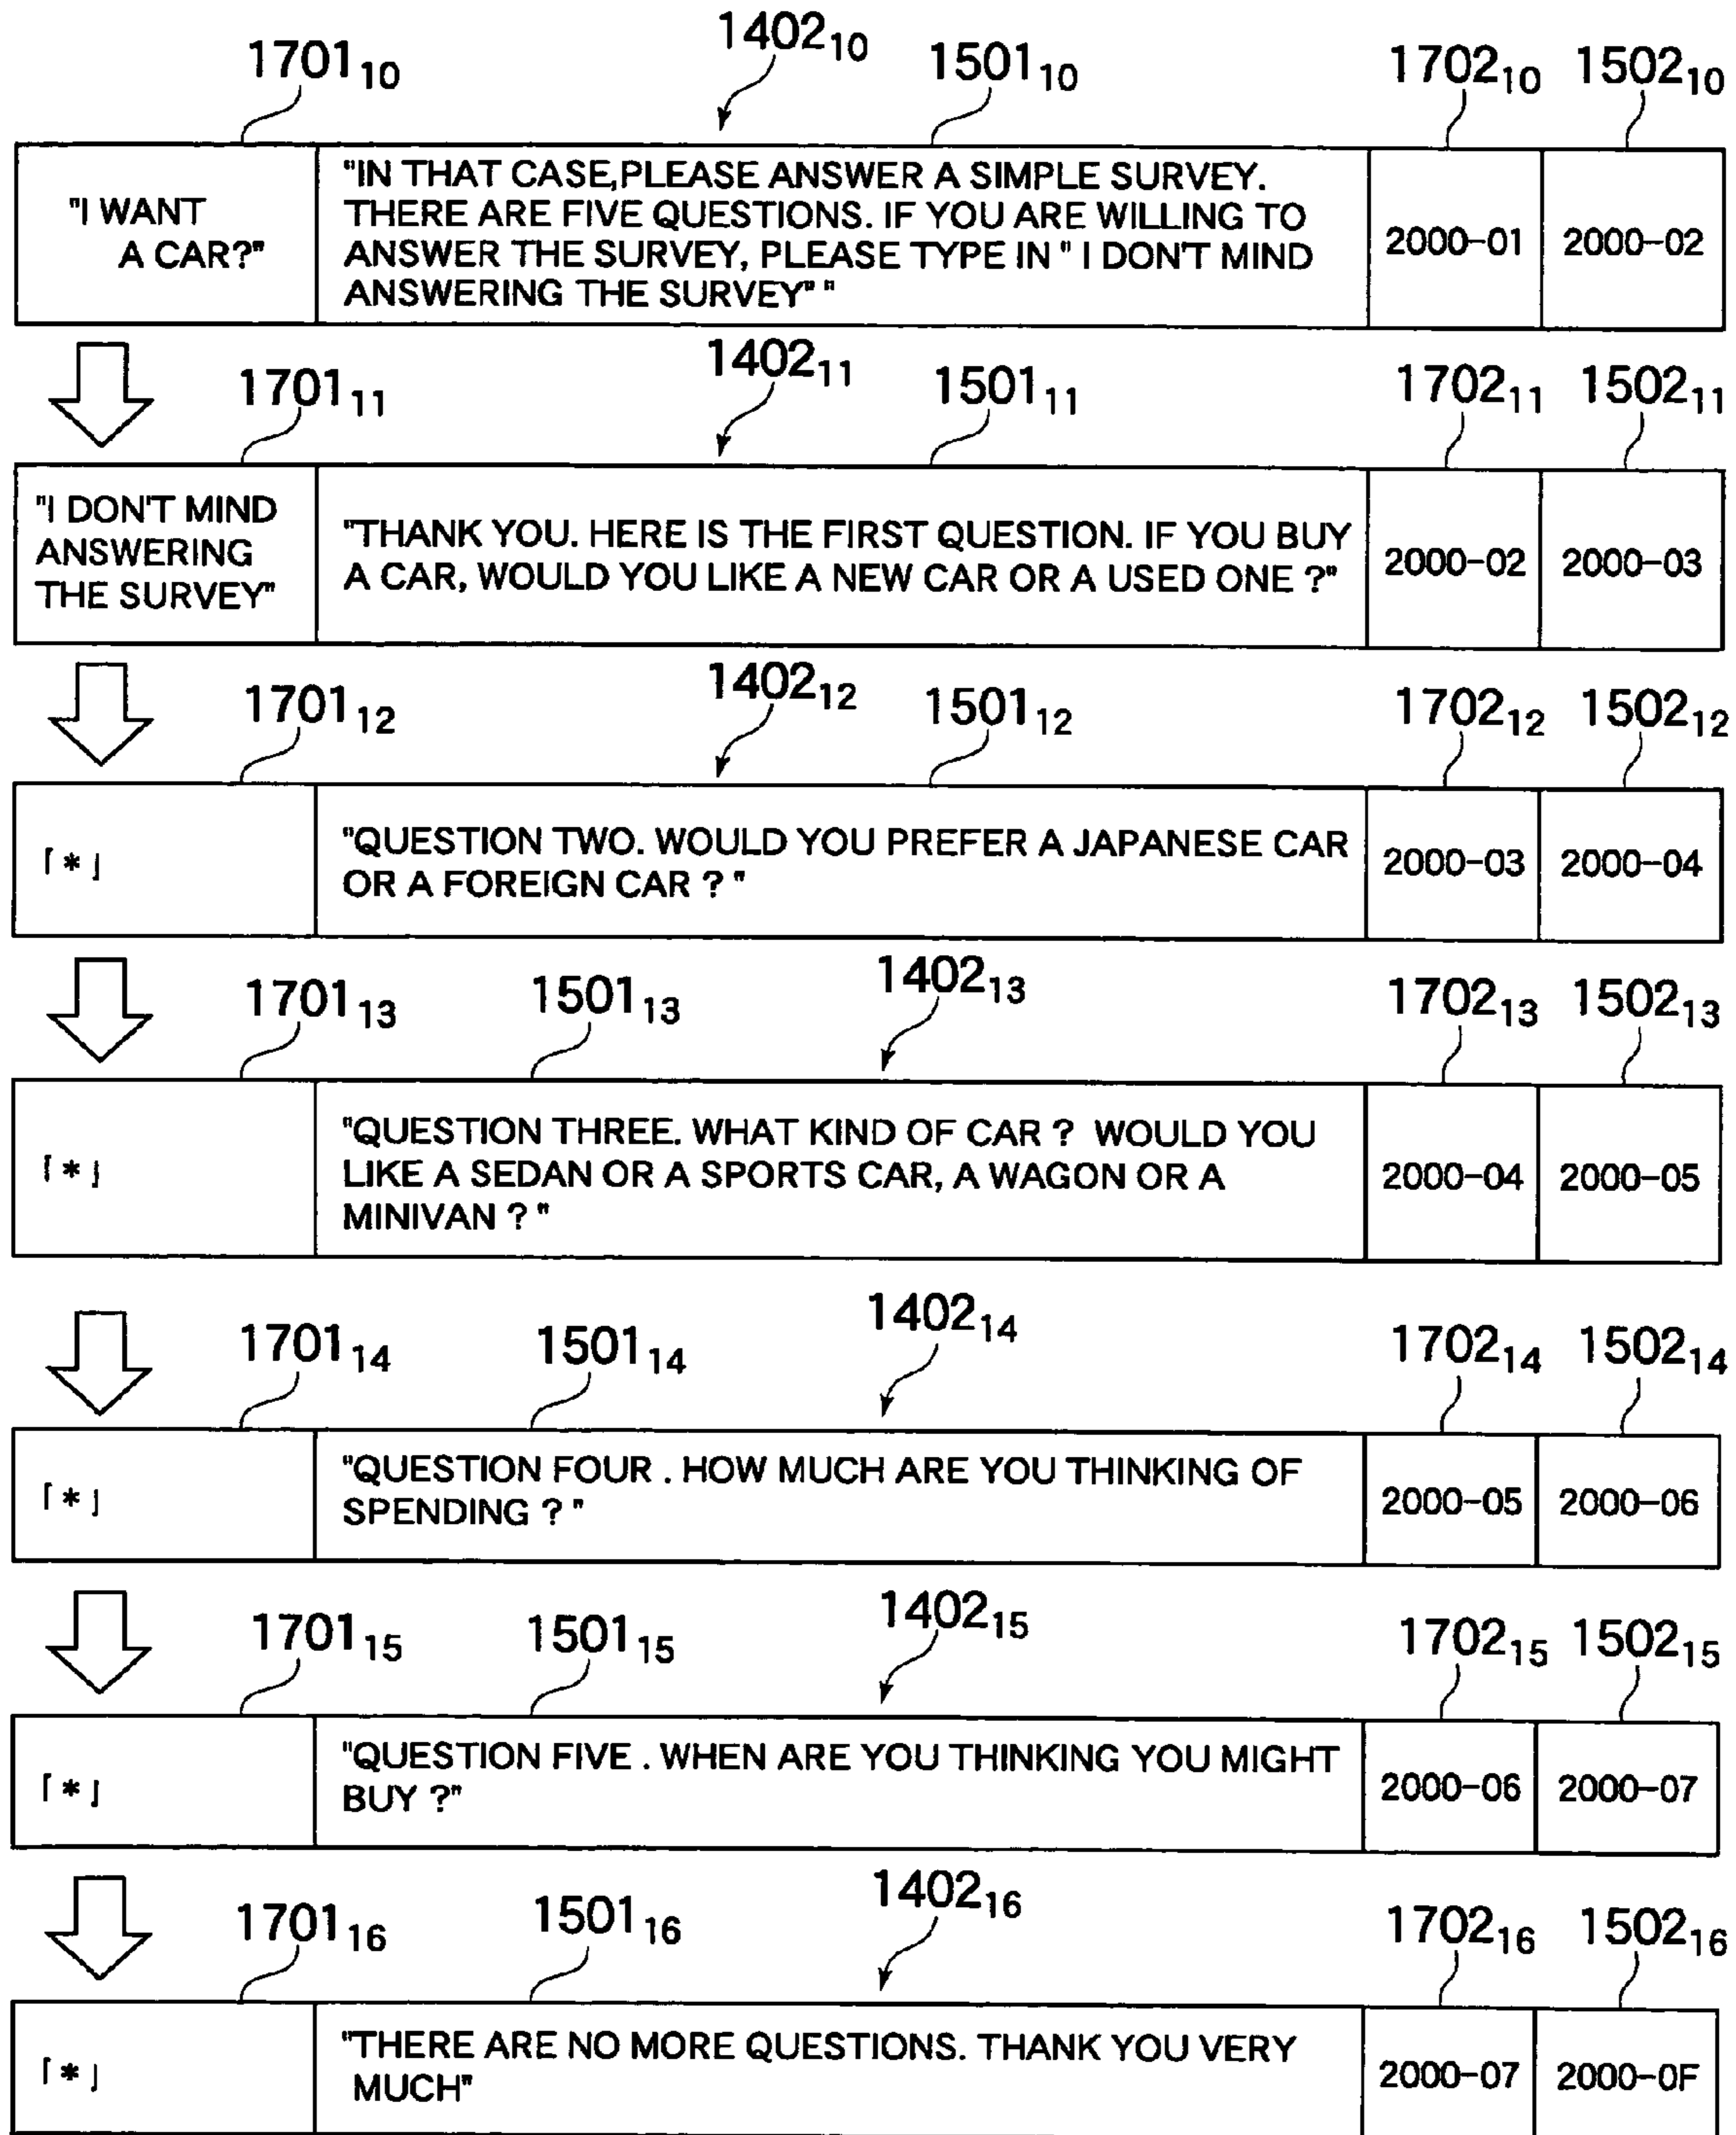 1402₁₀
1701₁₀ 1501₁₀ 1702₁₀ 1502₁₀
"I WANT
A CAR?"
"IN THAT CASE,PLEASE ANSWER A SIMPLE SURVEY.
THERE ARE FIVE QUESTIONS. IF YOU ARE WILLING TO
ANSWER THE SURVEY, PLEASE TYPE IN " I DON'T MIND
ANSWERING THE SURVEY" "
2000-01
2000-02
1402₁₁
1701₁₁ 1501₁₁ 1702₁₁ 1502₁₁
"I DON'T MIND
ANSWERING
THE SURVEY"
"THANK YOU. HERE IS THE FIRST QUESTION. IF YOU BUY
A CAR, WOULD YOU LIKE A NEW CAR OR A USED ONE ?"
2000-02
2000-03
1402₁₂
1701₁₂ 1501₁₂ 1702₁₂ 1502₁₂
「*」
"QUESTION TWO. WOULD YOU PREFER A JAPANESE CAR
OR A FOREIGN CAR ? "
2000-03
2000-04
1402₁₃
1701₁₃ 1501₁₃ 1702₁₃ 1502₁₃
「*」
"QUESTION THREE. WHAT KIND OF CAR ? WOULD YOU
LIKE A SEDAN OR A SPORTS CAR, A WAGON OR A
MINIVAN ? "
2000-04
2000-05
1402₁₄
1701₁₄ 1501₁₄ 1702₁₄ 1502₁₄
「*」
"QUESTION FOUR . HOW MUCH ARE YOU THINKING OF
SPENDING ? "
2000-05
2000-06
1402₁₅
1701₁₅ 1501₁₅ 1702₁₅ 1502₁₅
「*」
"QUESTION FIVE . WHEN ARE YOU THINKING YOU MIGHT
BUY ?"
2000-06
2000-07
1402₁₆
1701₁₆ 1501₁₆ 1702₁₆ 1502₁₆
「*」
"THERE ARE NO MORE QUESTIONS. THANK YOU VERY
MUCH"
2000-07
2000-0F